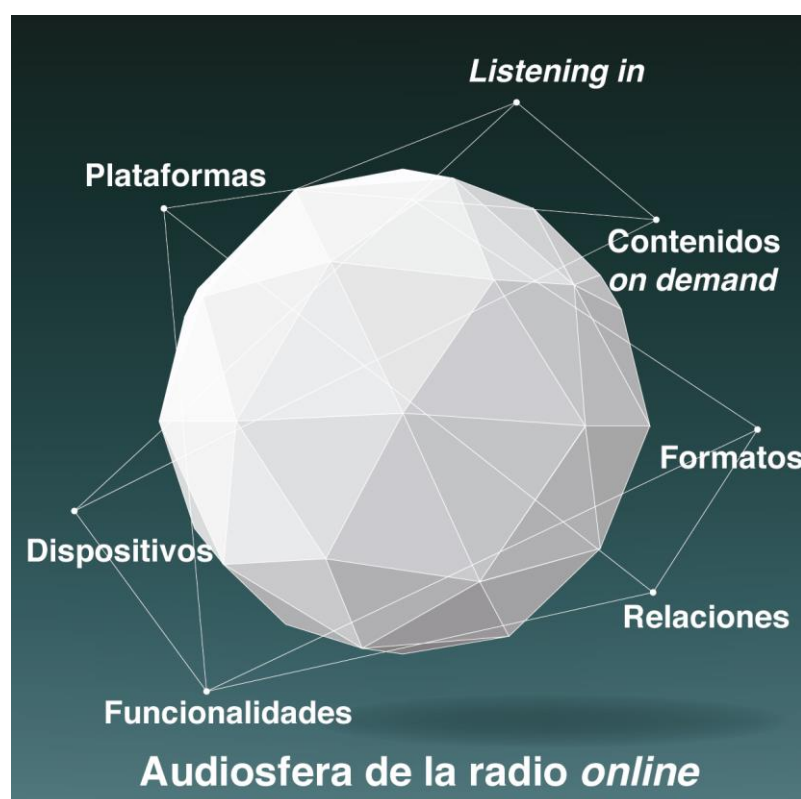 Listening in
Plataformas
Contenidos
on demand
Formatos
Dispositivos
Relaciones
Funcionalidades
Audiosfera de la radio online